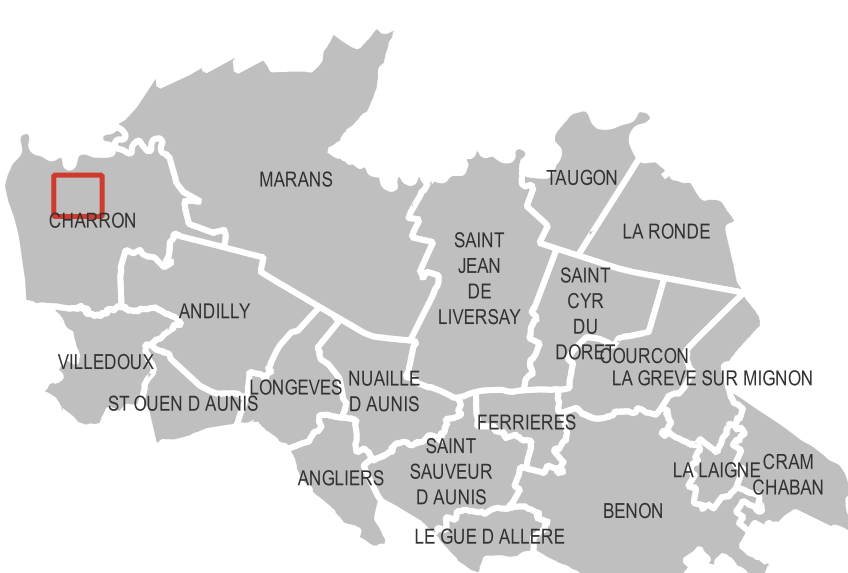 MARANS
TAUGON
CHARRON
LA RONDE
SAINT
JEAN
DE
LIVERSAY
SAINT
CYR
DU
DORET
ANDILLY
COURCON
VILLEDOUX
LA GREVE SUR MIGNON
LONGEVES
NUAILLE
D AUNIS
ST OUEN D AUNIS
FERRIERES
SAINT
SAUVEUR
D AUNIS
ANGLIERS
LA LAIGNE
CRAM
CHABAN
BENON
LE GUE D ALLERE